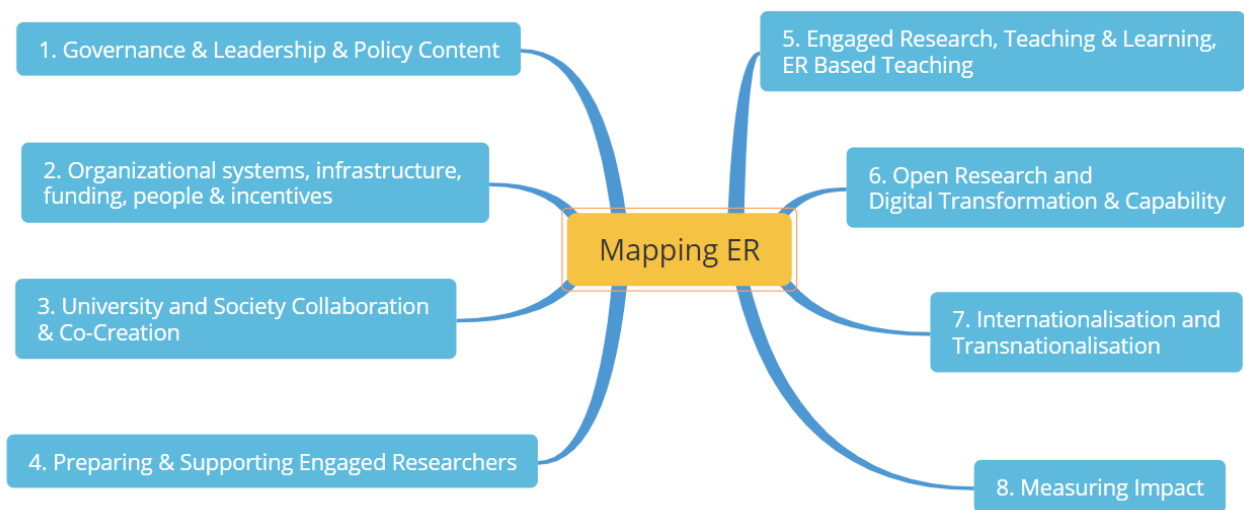 1. Governance & Leadership & Policy Content
2. Organizational systems, infrastructure,
funding, people & incentives
3. University and Society Collaboration
& Co-Creation
4. Preparing & Supporting Engaged Researchers
Mapping ER
5. Engaged Research, Teaching & Learning,
ER Based Teaching
6. Open Research and
Digital Transformation & Capability
7. Internationalisation and
Transnationalisation
8. Measuring Impact